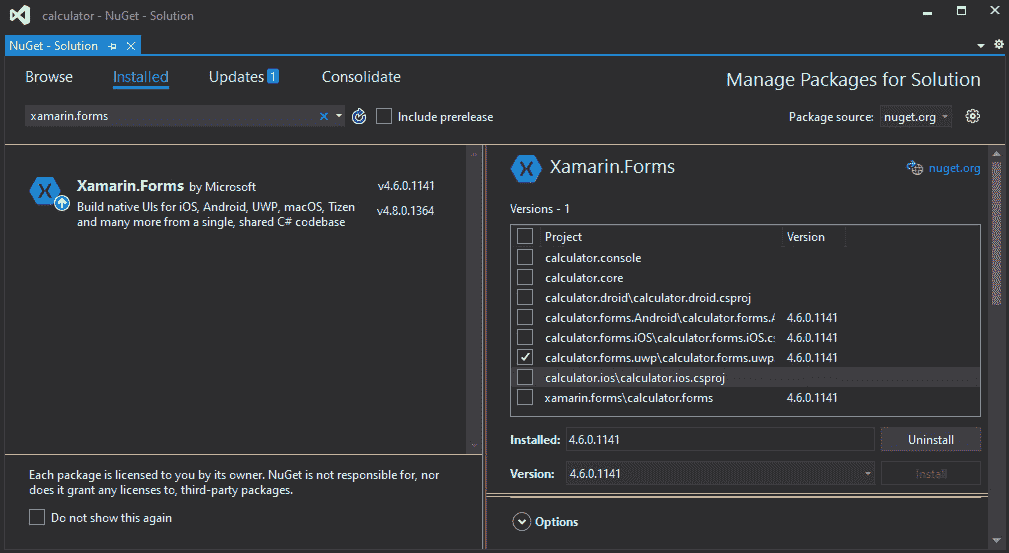 calculator - NuGet - Solution
NuGet - Solution
Browse
Installed
Updates 1
Consolidate
Manage Packages for Solution
xamarin.forms
Include prerelease
Package source: nuget.org
Xamarin.Forms by Microsoft
v4.6.0.1141
Build native UIs for iOS, Android, UWP, macOS, Tizen
v4.8.0.1364
and many more from a single, shared C# codebase
Each package is licensed to you by its owner. NuGet is not responsible for, nor
does it grant any licenses to, third-party packages.
Do not show this again
Xamarin.Forms
nuget.org
Versions - 1
Project Version
calculator.console
calculator.core
calculator.droid\calculator.droid.csproj
calculator.forms.Android\calculator.forms.A 4.6.0.1141
calculator.forms.iOS\calculator.forms.iOS.cs 4.6.0.1141
calculator.forms.uwp\calculator.forms.uwp 4.6.0.1141
calculator.ios\calculator.ios.csproj
xamarin.forms\calculator.forms 4.6.0.1141
Installed: 4.6.0.1141 Uninstall
Version: 4.6.0.1141 Install
Options